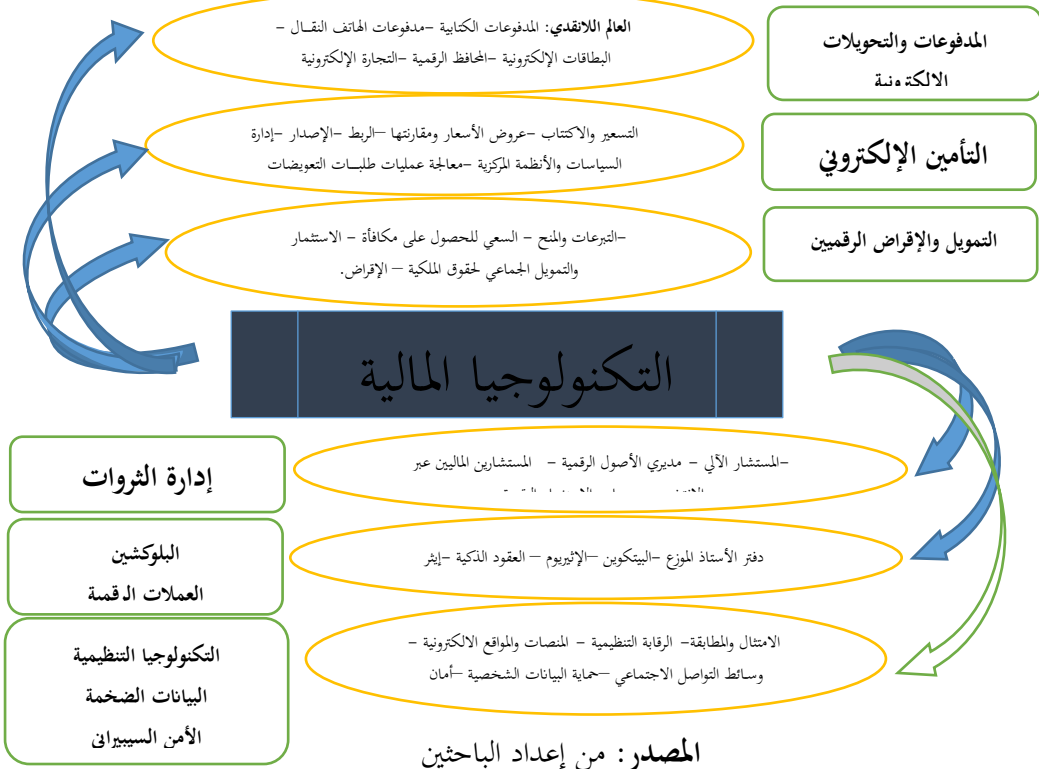 العالم اللانقدي: المدفوعات الكتابية –مدفوعات الهاتف النقال –
البطاقات الإلكترونية –المحافظ الرقمية –التجارة الإلكترونية
المدفوعات والتحويلات
الالكترونية
التسعير والاكتتاب –عروض الأسعار ومقارنتها –الربط –الإصدار –إدارة
السياسات والأنظمة المركزية –معالجة عمليات طلبات التعويضات
التأمين الإلكتروني
–التبرعات والمنح – السعي للحصول على مكافأة – الاستثمار
والتمويل الجماعي لحقوق الملكية – الإقراض.
التمويل والإقراض الرقميين
التكنولوجيا المالية
–المستشار الآلي – مديري الأصول الرقمية – المستشارين الماليين عبر
إدارة الثروات
دفتر الأستاذ الموزع –البيتكوين –الإثيريوم – العقود الذكية –إيثر
البلوكشين
العملات الرقمية
الامتثال والمطابقة– الرقابة التنظيمية – المنصات والمواقع الالكترونية –
وسائط التواصل الاجتماعي –حماية البيانات الشخصية –أمان
التكنولوجيا التنظيمية
البيانات الضخمة
الأمن السيبيراني
المصدر: من إعداد الباحثين